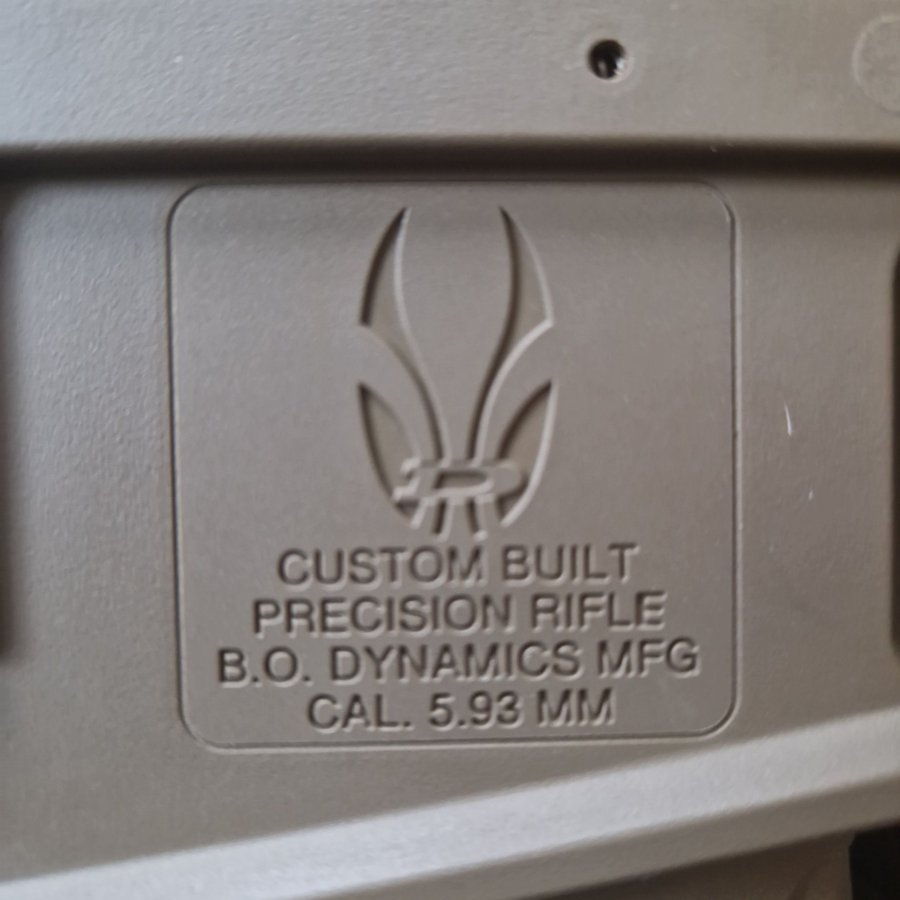 CUSTOM BUILT
PRECISION RIFLE
B.O. DYNAMICS MFG
CAL. 5.93 MM